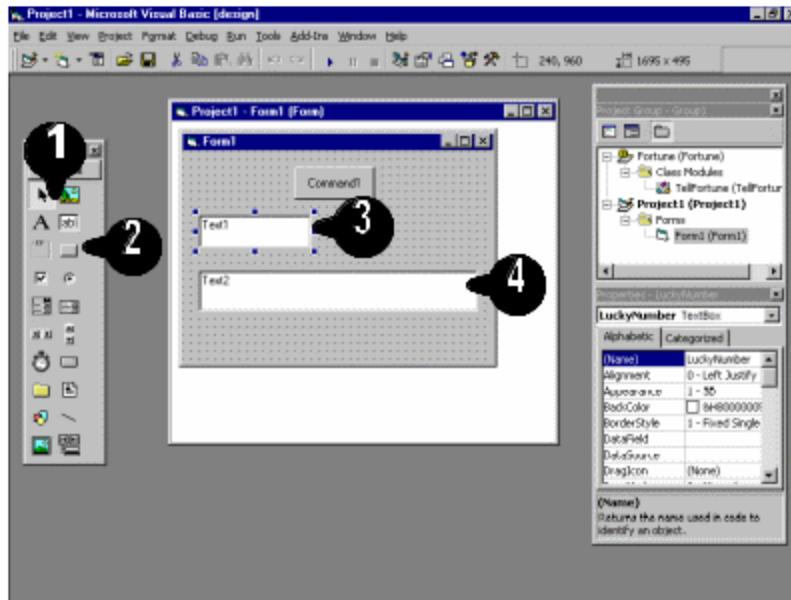 Project1 - Microsoft Visual Basic [design]
File Edit View Project Format Debug Run Tools Add-Ins Window Help
240, 960
1695 x 495
Project1 - Form1 (Form)
Form1
Command1
Text1
Text2
1
2
3
4
A
ab
Project Group - Group1
Fortune (Fortune)
Class Modules
TellFortune (TellFortur
Project1 (Project1)
Forms
Form1 (Form1)
Properties - LuckyNumber
LuckyNumber TextBox
Alphabetic Categorized
(Name) LuckyNumber
Alignment 0 - Left Justify
Appearance 1 - 3D
BackColor
BorderStyle 1 - Fixed Single
DataField
DataSource
DragIcon (None)
(Name)
Returns the name used in code to
identify an object.